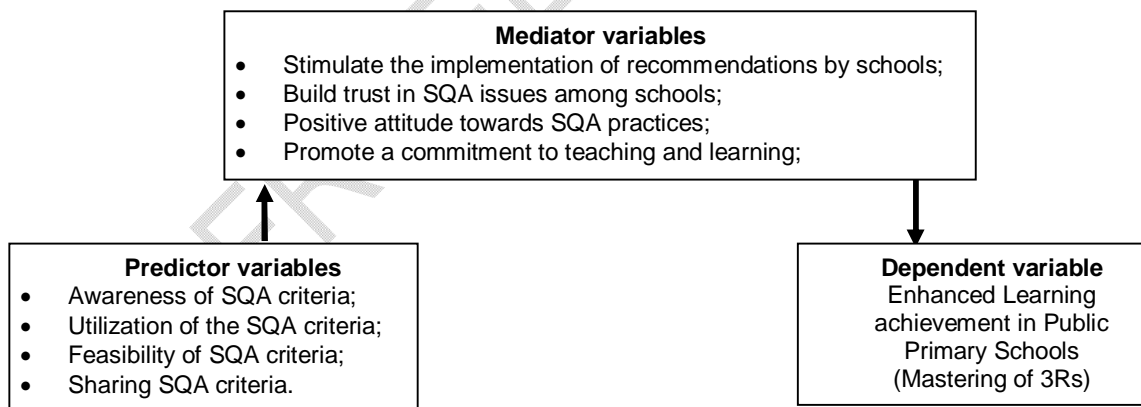 Mediator variables
• Stimulate the implementation of recommendations by schools;
• Build trust in SQA issues among schools;
• Positive attitude towards SQA practices;
• Promote a commitment to teaching and learning;
Predictor variables
• Awareness of SQA criteria;
• Utilization of the SQA criteria;
• Feasibility of SQA criteria;
• Sharing SQA criteria.
Dependent variable
Enhanced Learning
achievement in Public
Primary Schools
(Mastering of 3Rs)